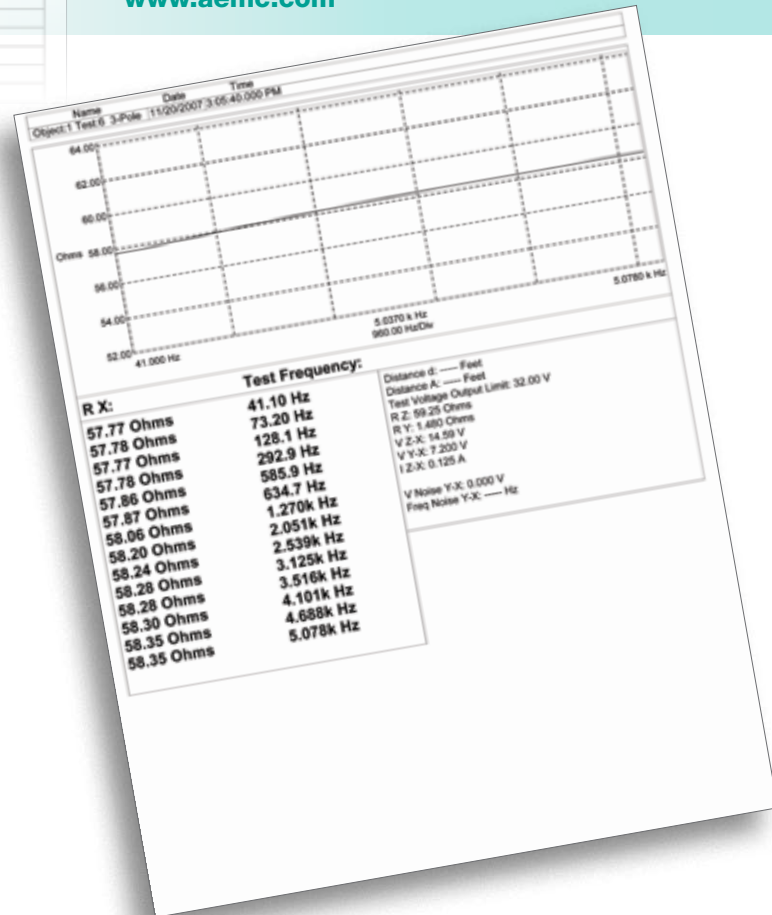 www.aemc.com
Name Date Time
Object:1 Test:6 3-Pole 11/20/2007 3:05:40.000 PM
64.00
62.00
60.00
Ohms 58.00
56.00
54.00
52.00
41.000 Hz
5.0370 k Hz
960.00 Hz/Div
5.0780 k Hz
R X: Test Frequency:
57.77 Ohms 41.10 Hz
57.78 Ohms 73.20 Hz
57.77 Ohms 128.1 Hz
57.78 Ohms 292.9 Hz
57.86 Ohms 585.9 Hz
57.87 Ohms 634.7 Hz
58.06 Ohms 1.270k Hz
58.20 Ohms 2.051k Hz
58.24 Ohms 2.539k Hz
58.28 Ohms 3.125k Hz
58.28 Ohms 3.516k Hz
58.30 Ohms 4.101k Hz
58.35 Ohms 4.688k Hz
58.35 Ohms 5.078k Hz
Distance d: ---- Feet
Distance A: ---- Feet
Test Voltage Output Limit: 32.00 V
R Z: 59.25 Ohms
R Y: 1.480 Ohms
V Z-X: 14.59 V
V Y-X: 7.200 V
I Z-X: 0.125 A
V Noise Y-X: 0.000 V
Freq Noise Y-X: ---- Hz